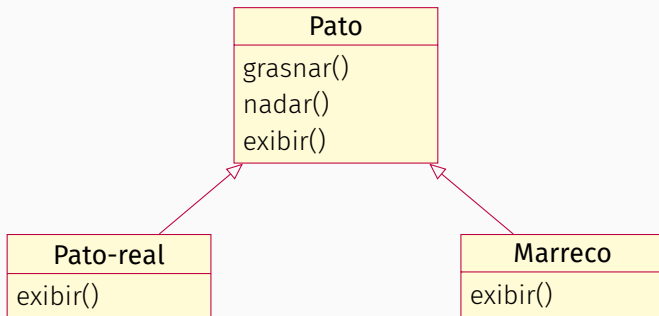 Pato
grasnar()
nadar()
exibir()
Pato-real
exibir()
Marreco
exibir()